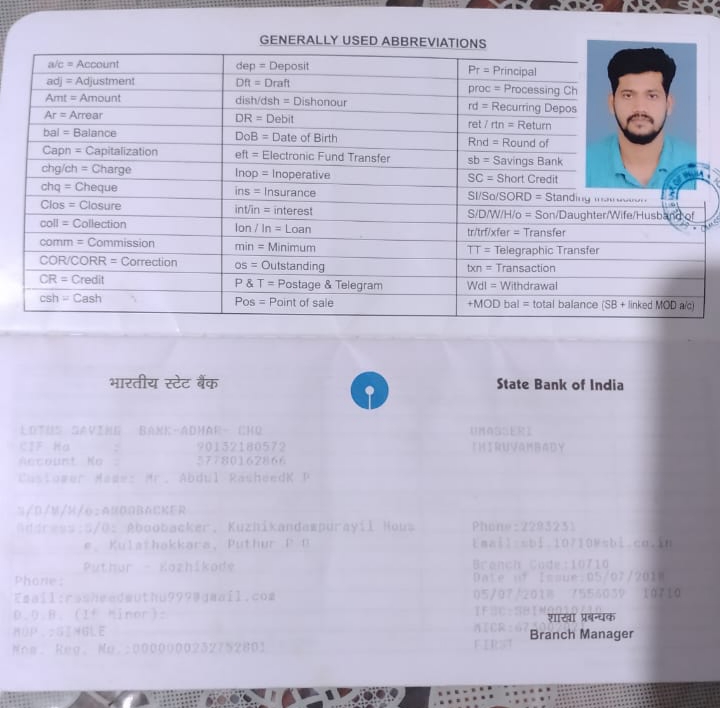 GENERALLY USED ABBREVIATIONS
a/c = Account
adj = Adjustment
Amt = Amount
Ar = Arrear
bal = Balance
Capn = Capitalization
chg/ch = Charge
chq = Cheque
Clos = Closure
coll = Collection
comm = Commission
COR/CORR = Correction
CR = Credit
csh = Cash
dep = Deposit
Dft = Draft
dish/dsh = Dishonour
DR = Debit
DoB = Date of Birth
eft = Electronic Fund Transfer
Inop = Inoperative
ins = Insurance
int/in = interest
lon / ln = Loan
min = Minimum
os = Outstanding
P & T = Postage & Telegram
Pos = Point of sale
Pr = Principal
proc = Processing Ch
rd = Recurring Depos
ret / rtn = Return
Rnd = Round of
sb = Savings Bank
SC = Short Credit
SI/So/SORD = Standing
S/D/W/H/o = Son/Daughter/Wife/Husband of
tr/trf/xfer = Transfer
TT = Telegraphic Transfer
txn = Transaction
Wdl = Withdrawal
+MOD bal = total balance (SB + linked MOD a/c)
भारतीय स्टेट बैंक
State Bank of India
LOTUS SAVING BANK-ADHAR- CHQ
CIF No : 90132180572
Account No : 37780162866
Customer Name: Mr. Abdul RasheedK P
S/D/W/H/o: ABOOBACKER
Address:S/O: Aboobacker, Kuzhikandampurayil Hous
e, Kulathakkara, Puthur P O
Puthur - Kozhikode
Phone:
Email:rasheedmuthu999@gmail.com
D.O.B. (If Minor):
MOP.:SINGLE
Nom. Reg. No.:0000000232752801
OMASSERI
THIRUVAMBADY
Phone:2283231
Email:sbi.10710@sbi.co.in
Branch Code:10710
Date of Issue:05/07/2018
05/07/2018 7556039 10710
IFSC:
MICR:
FIRST
शाखा प्रबन्धक
Branch Manager